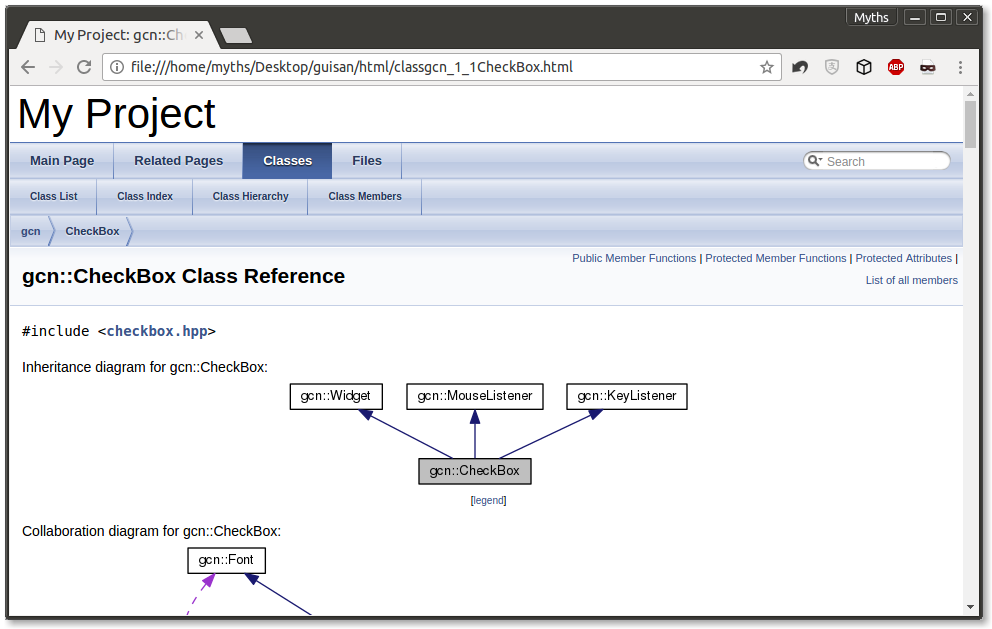 Myths
My Project: gcn::Ch
file:///home/myths/Desktop/guisan/html/classgcn_1_1CheckBox.html
ABP
My Project
Main Page Related Pages Classes Files Search
Class List Class Index Class Hierarchy Class Members
gcn CheckBox
Public Member Functions | Protected Member Functions | Protected Attributes |
List of all members
gcn::CheckBox Class Reference
#include <checkbox.hpp>
Inheritance diagram for gcn::CheckBox:
gcn::Widget gcn::MouseListener gcn::KeyListener
gcn::CheckBox
[legend]
Collaboration diagram for gcn::CheckBox:
gcn::Font